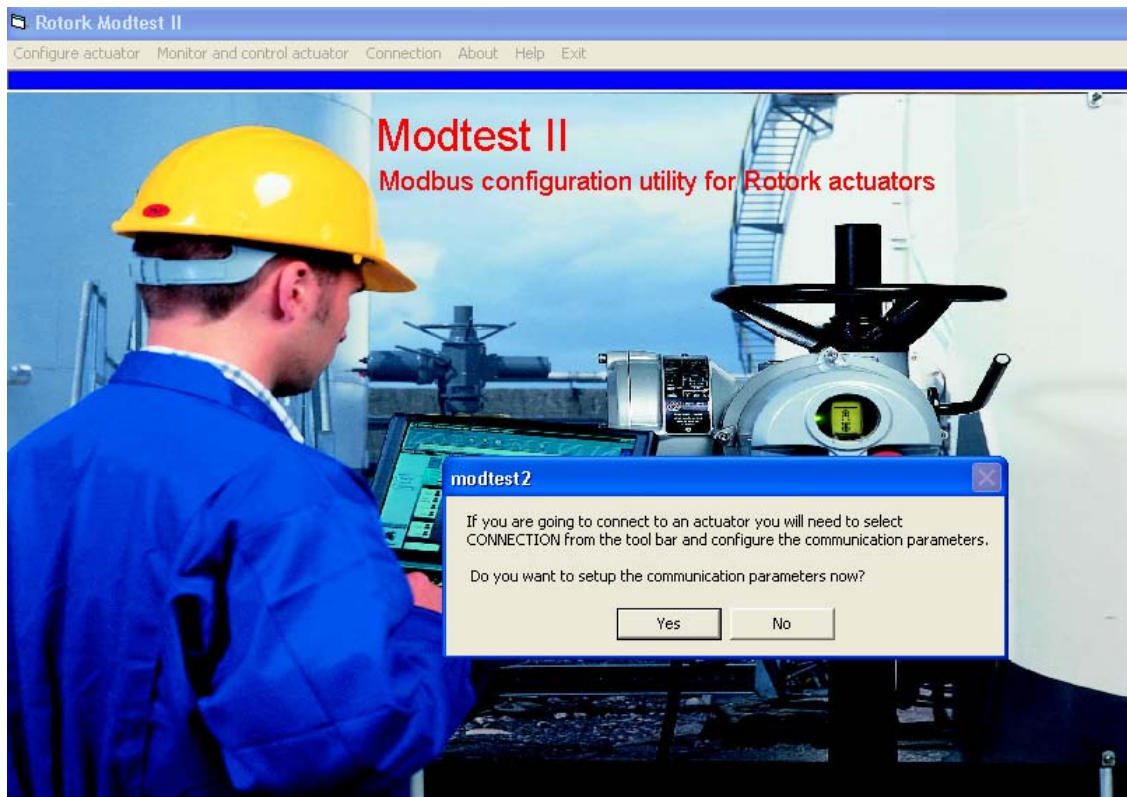 Rotork Modtest II
Configure actuator Monitor and control actuator Connection About Help Exit
Modtest II
Modbus configuration utility for Rotork actuators
modtest2
If you are going to connect to an actuator you will need to select
CONNECTION from the tool bar and configure the communication parameters.
Do you want to setup the communication parameters now?
Yes No